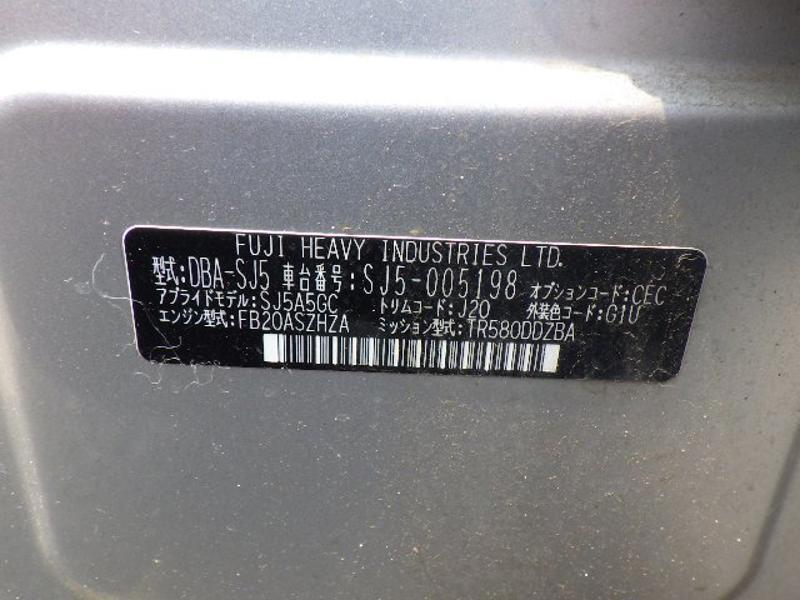 FUJI HEAVY INDUSTRIES LTD.
型式:DBA-SJ5 車台番号:SJ5-005198 オプションコード:CEC
アプライドモデル:SJ5A5GC トリムコード:J20 外装色コード:G1U
エンジン型式:FB20ASZHZA ミッション型式:TR580DDZBA